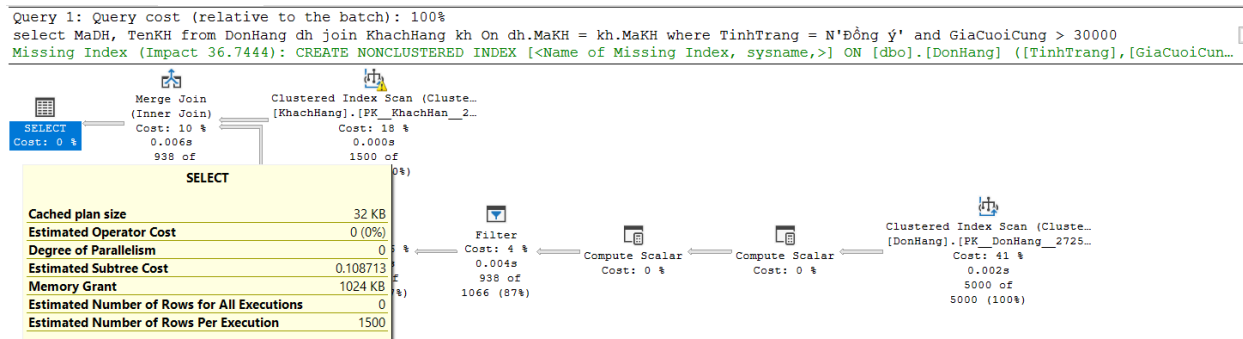 Query 1: Query cost (relative to the batch): 100%
select MaDH, TenKH from DonHang dh join KhachHang kh On dh.MaKH = kh.MaKH where TinhTrang = N'Đồng ý' and GiaCuoiCung > 30000
Missing Index (Impact 36.7444): CREATE NONCLUSTERED INDEX [<Name of Missing Index, sysname,>] ON [dbo].[DonHang] ([TinhTrang],[GiaCuoiCun…
SELECT
Cost: 0 %
Merge Join
(Inner Join)
Cost: 10 %
0.006s
938 of
Clustered Index Scan (Cluste…
[KhachHang].[PK__KhachHan__2…
Cost: 18 %
0.000s
1500 of
0%)
SELECT
Cached plan size 32 KB
Estimated Operator Cost 0 (0%)
Degree of Parallelism 0
Estimated Subtree Cost 0.108713
Memory Grant 1024 KB
Estimated Number of Rows for All Executions 0
Estimated Number of Rows Per Execution 1500
Filter
Cost: 4 %
0.004s
938 of
1066 (87%)
Compute Scalar
Cost: 0 %
Compute Scalar
Cost: 0 %
Clustered Index Scan (Cluste…
[DonHang].[PK__DonHang__2725…
Cost: 41 %
0.002s
5000 of
5000 (100%)